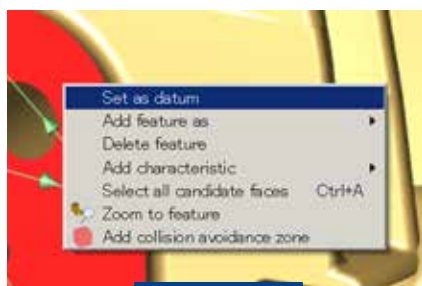 Set as datum
Add feature as
Delete feature
Add characteristic
Select all candidate faces Ctrl+A
Zoom to feature
Add collision avoidance zone